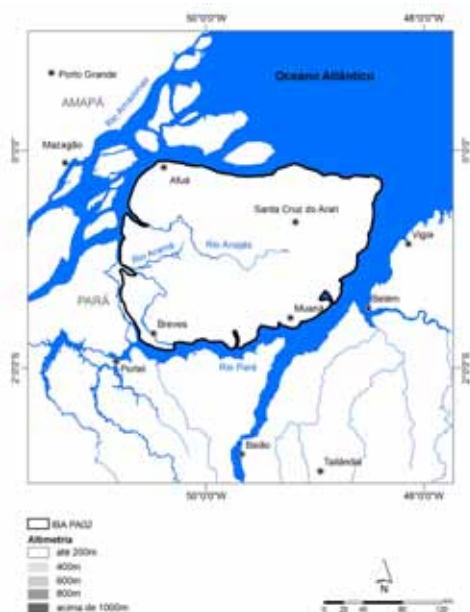 50°0'0"W 48°0'0"W
Oceano Atlântico
Porto Grande
AMAPÁ
Rio Amazonas
Mazagão
0°0'0" 0°0'0"
Afuá
Santa Cruz do Arari
Vigia
Rio Anajás
Rio Aramá
PARÁ
Muaná
Belém
Breves
2°0'0"S 2°0'0"S
Portel
Rio Pará
Baião
Tailândia
50°0'0"W 48°0'0"W
IBA PA02
Altimetria
até 200m
400m
600m
800m
acima de 1000m
N